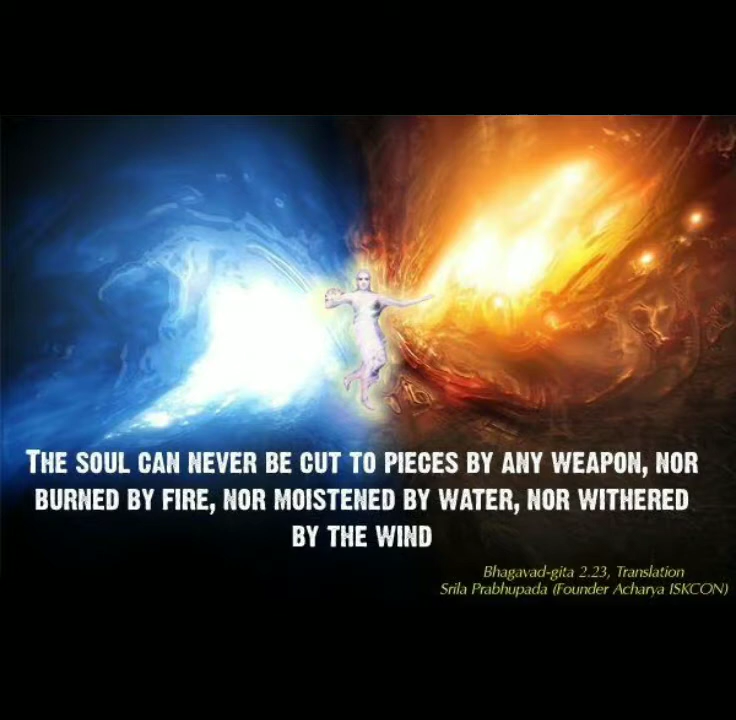 The soul can never be cut to pieces by any weapon, nor
burned by fire, nor moistened by water, nor withered
by the wind
Bhagavad-gita 2.23, Translation
Srila Prabhupada (Founder Acharya ISKCON)